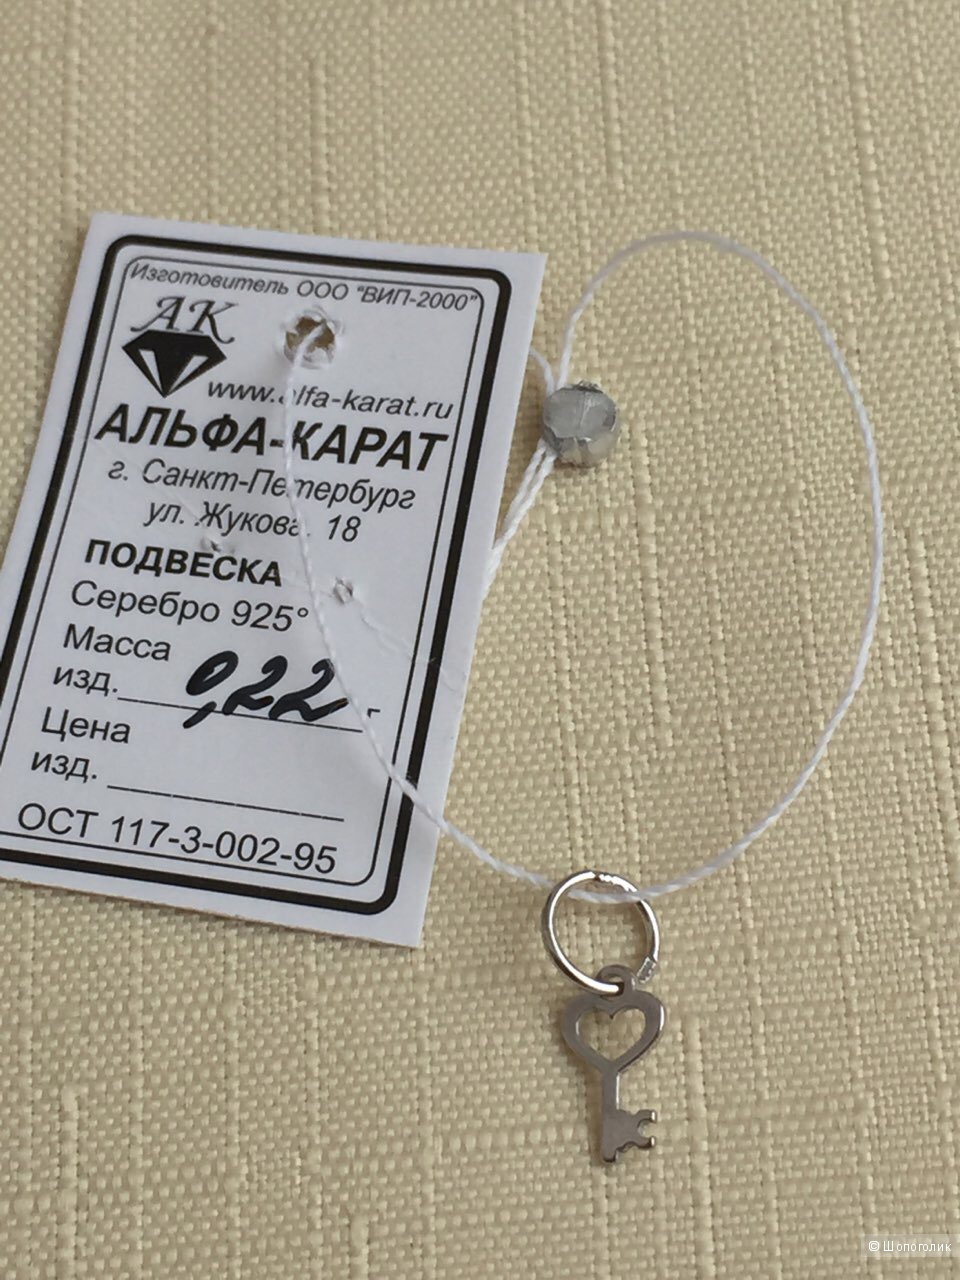 Изготовитель ООО "ВИП-2000"
АК
www.alfa-karat.ru
АЛЬФА-КАРАТ
г. Санкт-Петербург
ул. Жукова, 18
ПОДВЕСКА
Серебро 925°
Масса
изд. 0,22 г
Цена
изд.
ОСТ 117-3-002-95
© Шопоголик